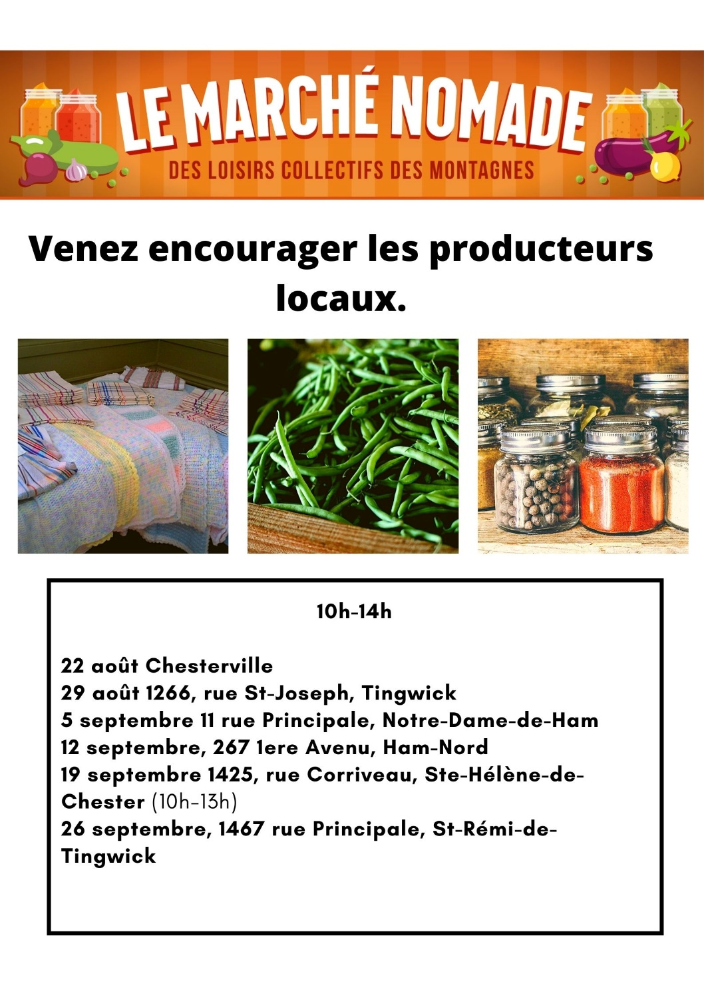 LE MARCHÉ NOMADE
DES LOISIRS COLLECTIFS DES MONTAGNES
Venez encourager les producteurs
locaux.
10h-14h
22 août Chesterville
29 août 1266, rue St-Joseph, Tingwick
5 septembre 11 rue Principale, Notre-Dame-de-Ham
12 septembre, 267 1ere Avenu, Ham-Nord
19 septembre 1425, rue Corriveau, Ste-Hélène-de-
Chester (10h-13h)
26 septembre, 1467 rue Principale, St-Rémi-de-
Tingwick